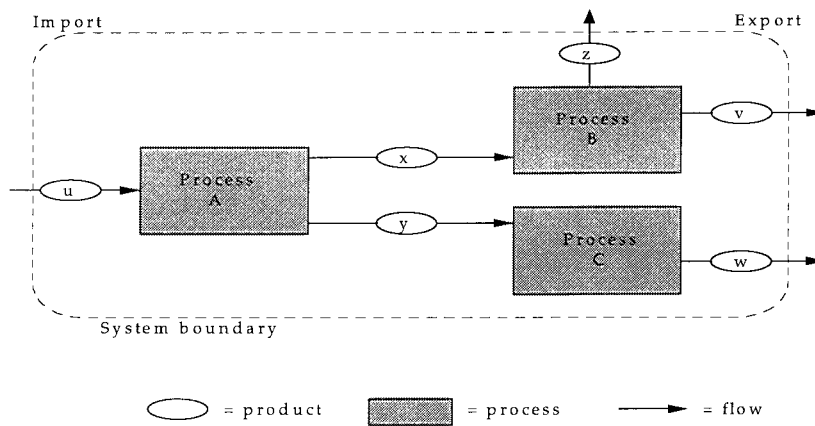 Import
Export
z
Process
B
v
x
Process
A
u
y
Process
C
w
System boundary
= product
= process
= flow